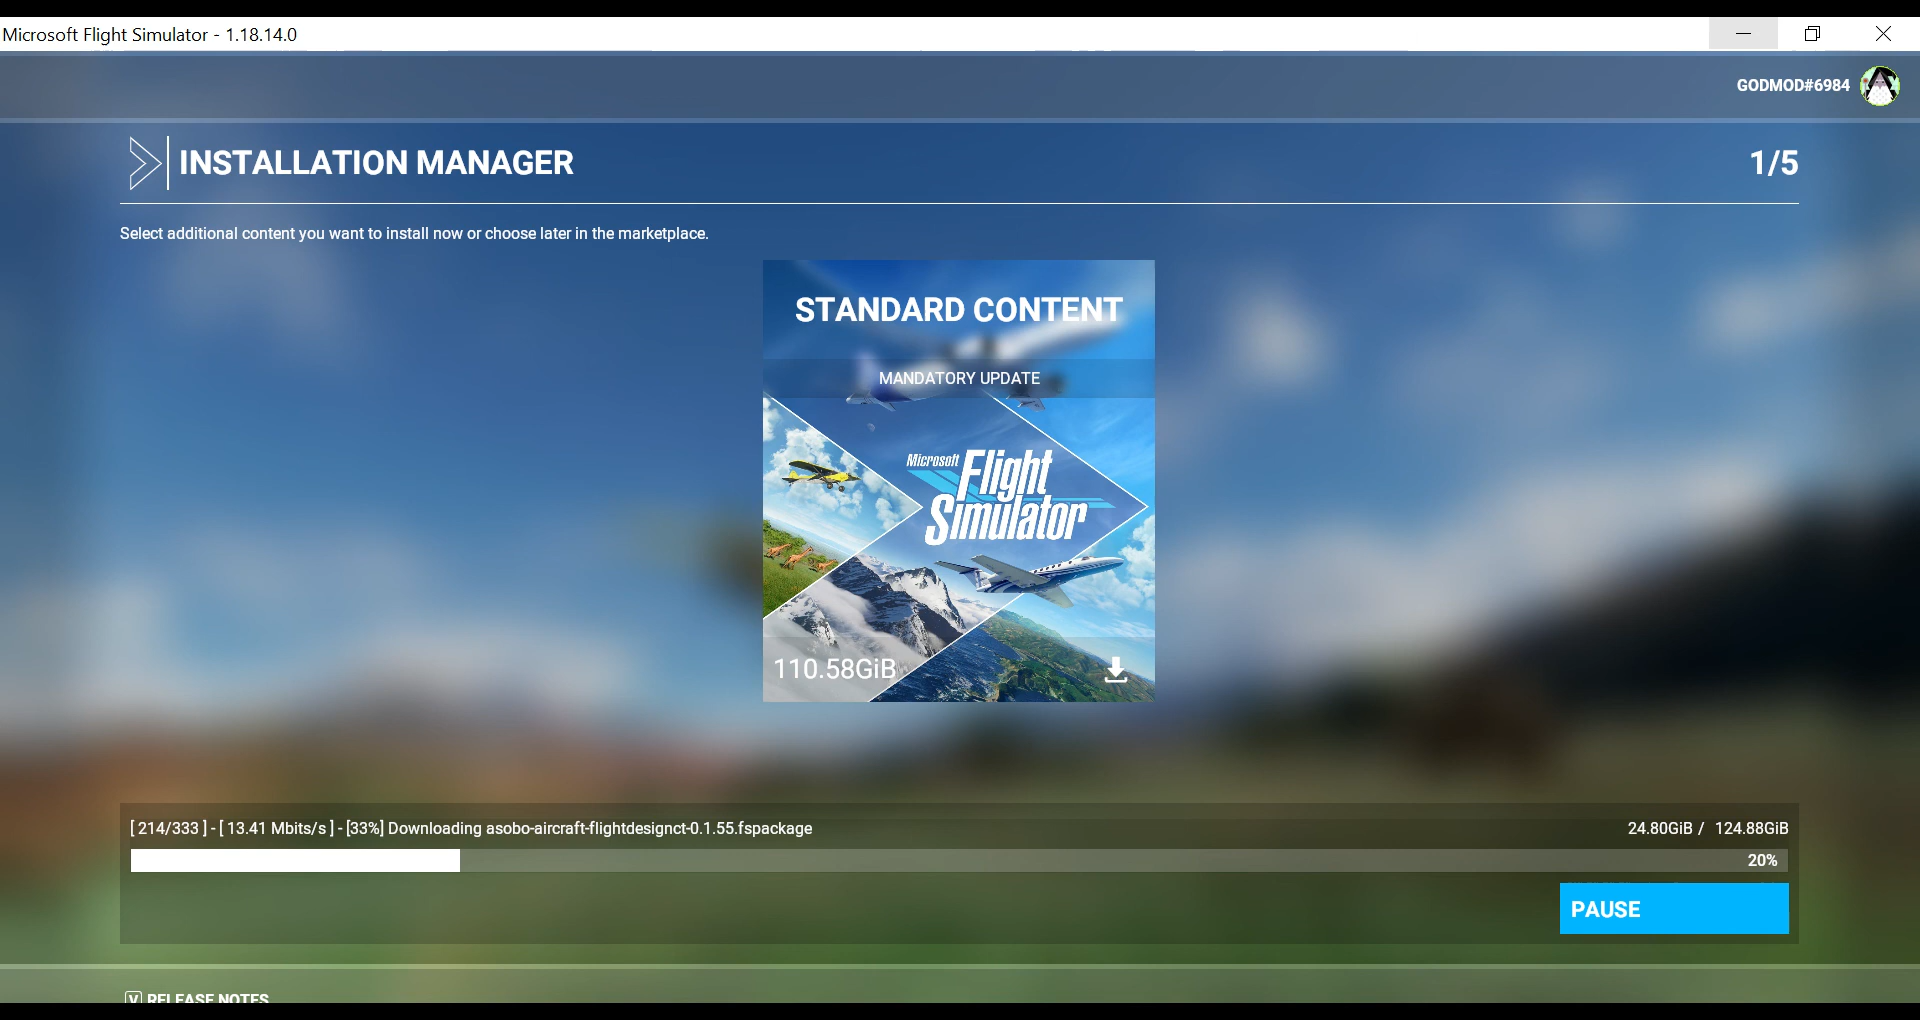 Microsoft Flight Simulator - 1.18.14.0
GODMOD#6984
INSTALLATION MANAGER
1/5
Select additional content you want to install now or choose later in the marketplace.
STANDARD CONTENT
MANDATORY UPDATE
Microsoft
Flight
Simulator
110.58GiB
[ 214/333 ] - [ 13.41 Mbits/s ] - [33%] Downloading asobo-aircraft-flightdesignct-0.1.55.fspackage
24.80GiB / 124.88GiB
20%
PAUSE
V RELEASE NOTES